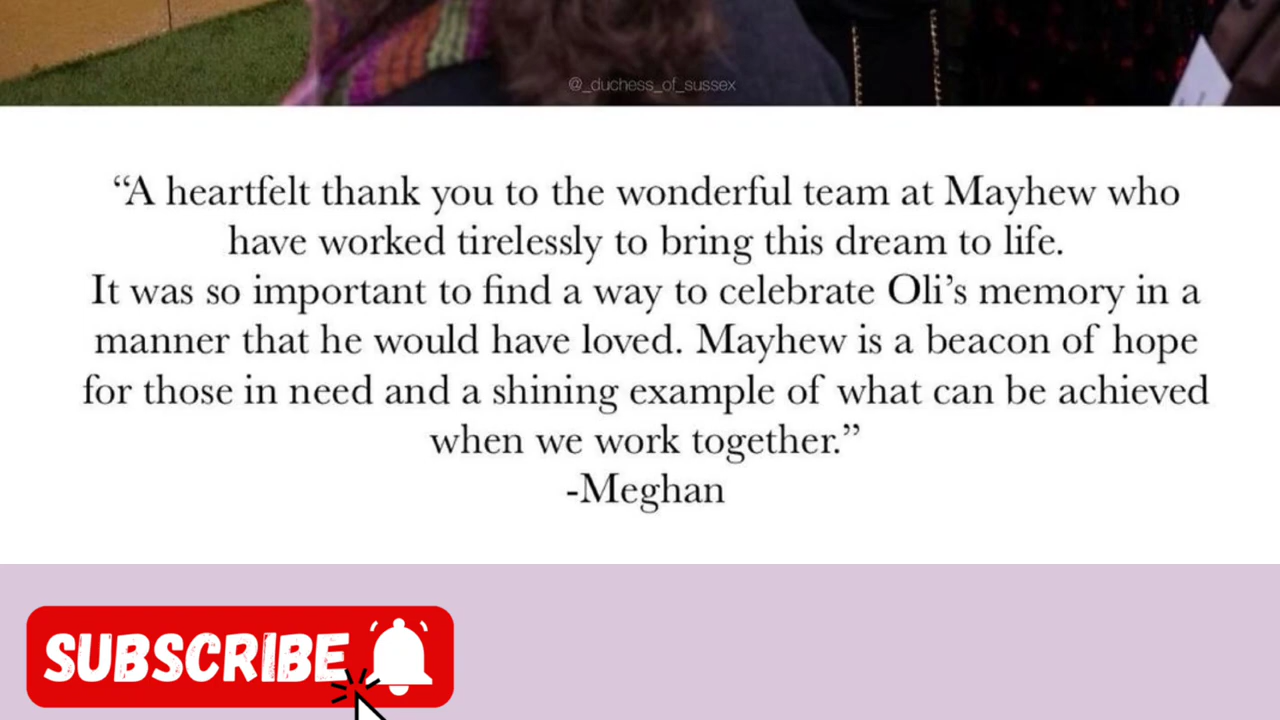 @_duchess_of_sussex
“A heartfelt thank you to the wonderful team at Mayhew who
have worked tirelessly to bring this dream to life.
It was so important to find a way to celebrate Oli’s memory in a
manner that he would have loved. Mayhew is a beacon of hope
for those in need and a shining example of what can be achieved
when we work together.”
-Meghan
SUBSCRIBE